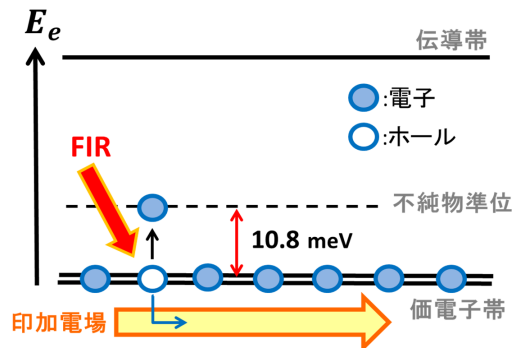 E_e
伝導帯
:電子
:ホール
FIR
不純物準位
10.8 meV
価電子帯
印加電場